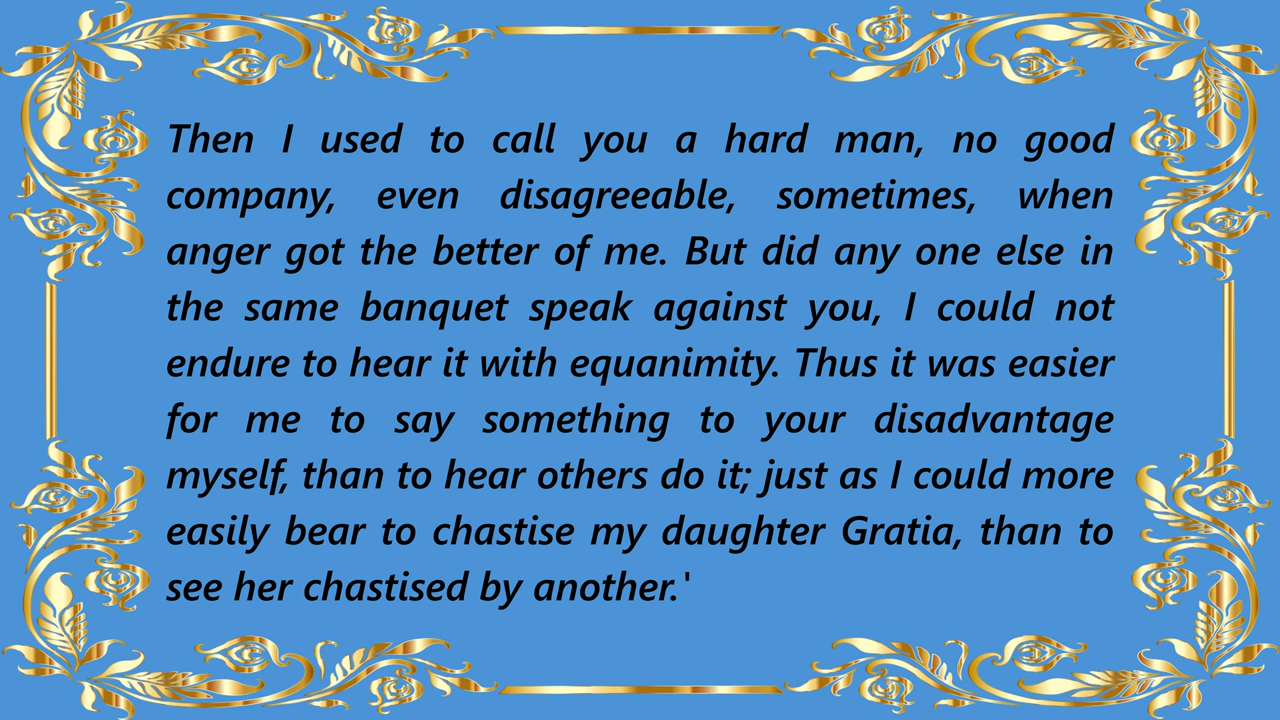 Then I used to call you a hard man, no good
company, even disagreeable, sometimes, when
anger got the better of me. But did any one else in
the same banquet speak against you, I could not
endure to hear it with equanimity. Thus it was easier
for me to say something to your disadvantage
myself, than to hear others do it; just as I could more
easily bear to chastise my daughter Gratia, than to
see her chastised by another.'